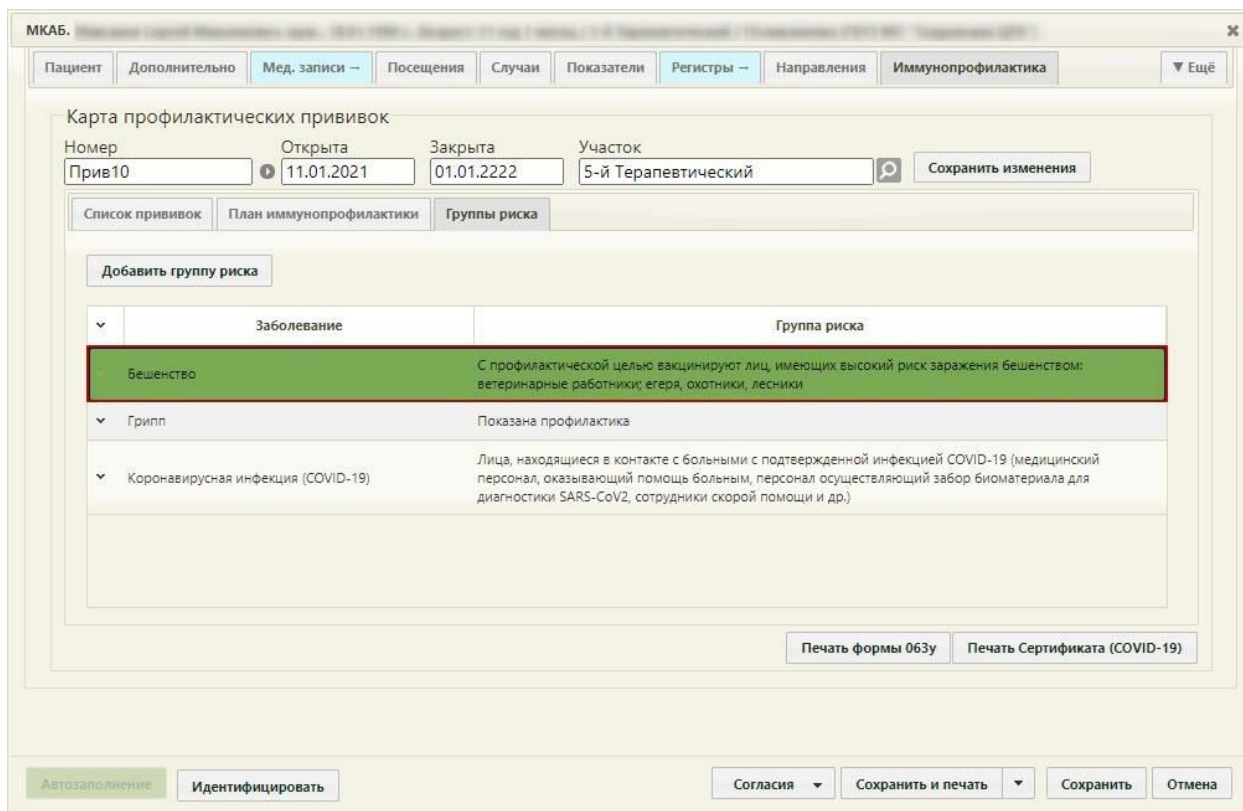 МКАБ.
Пациент Дополнительно Мед. записи → Посещения Случаи Показатели Регистры → Направления Иммунопрофилактика ▼ Ещё
Карта профилактических прививок
Номер Открыта Закрыта Участок
Прив10 11.01.2021 01.01.2222 5-й Терапевтический Сохранить изменения
Список прививок План иммунопрофилактики Группы риска
Добавить группу риска
Заболевание Группа риска
Бешенство С профилактической целью вакцинируют лиц, имеющих высокий риск заражения бешенством:
ветеринарные работники; егеря, охотники, лесники
Грипп Показана профилактика
Коронавирусная инфекция (COVID-19) Лица, находящиеся в контакте с больными с подтвержденной инфекцией COVID-19 (медицинский
персонал, оказывающий помощь больным, персонал осуществляющий забор биоматериала для
диагностики SARS-CoV2, сотрудники скорой помощи и др.)
Печать формы 063у Печать Сертификата (COVID-19)
Автозаполнение Идентифицировать Согласия Сохранить и печать Сохранить Отмена